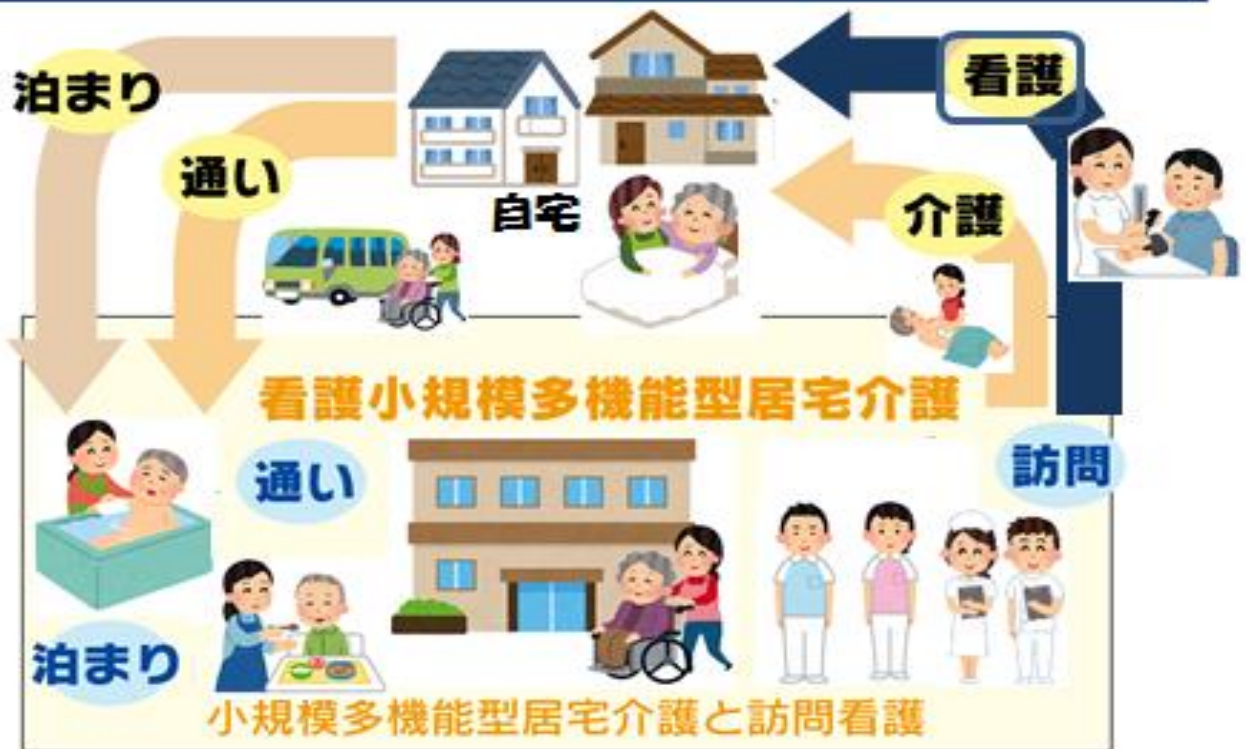 泊まり
看護
通い
自宅
介護
看護小規模多機能型居宅介護
通い
訪問
泊まり
小規模多機能型居宅介護と訪問看護